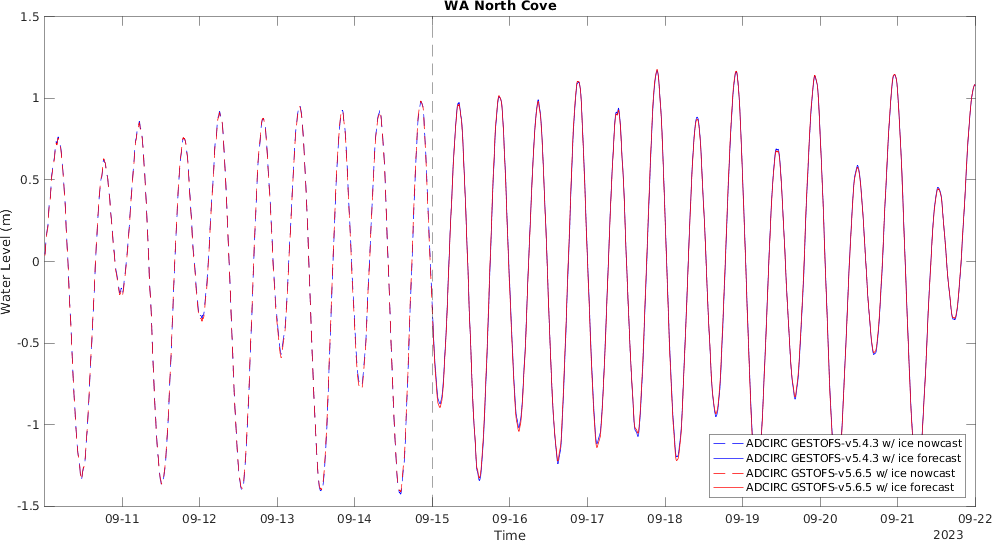 WA North Cove
1.5
1
0.5
0
-0.5
-1
-1.5
Water Level (m)
09-11 09-12 09-13 09-14 09-15 09-16 09-17 09-18 09-19 09-20 09-21 09-22
2023
Time
ADCIRC GESTOFS-v5.4.3 w/ ice nowcast
ADCIRC GESTOFS-v5.4.3 w/ ice forecast
ADCIRC GSTOFS-v5.6.5 w/ ice nowcast
ADCIRC GSTOFS-v5.6.5 w/ ice forecast